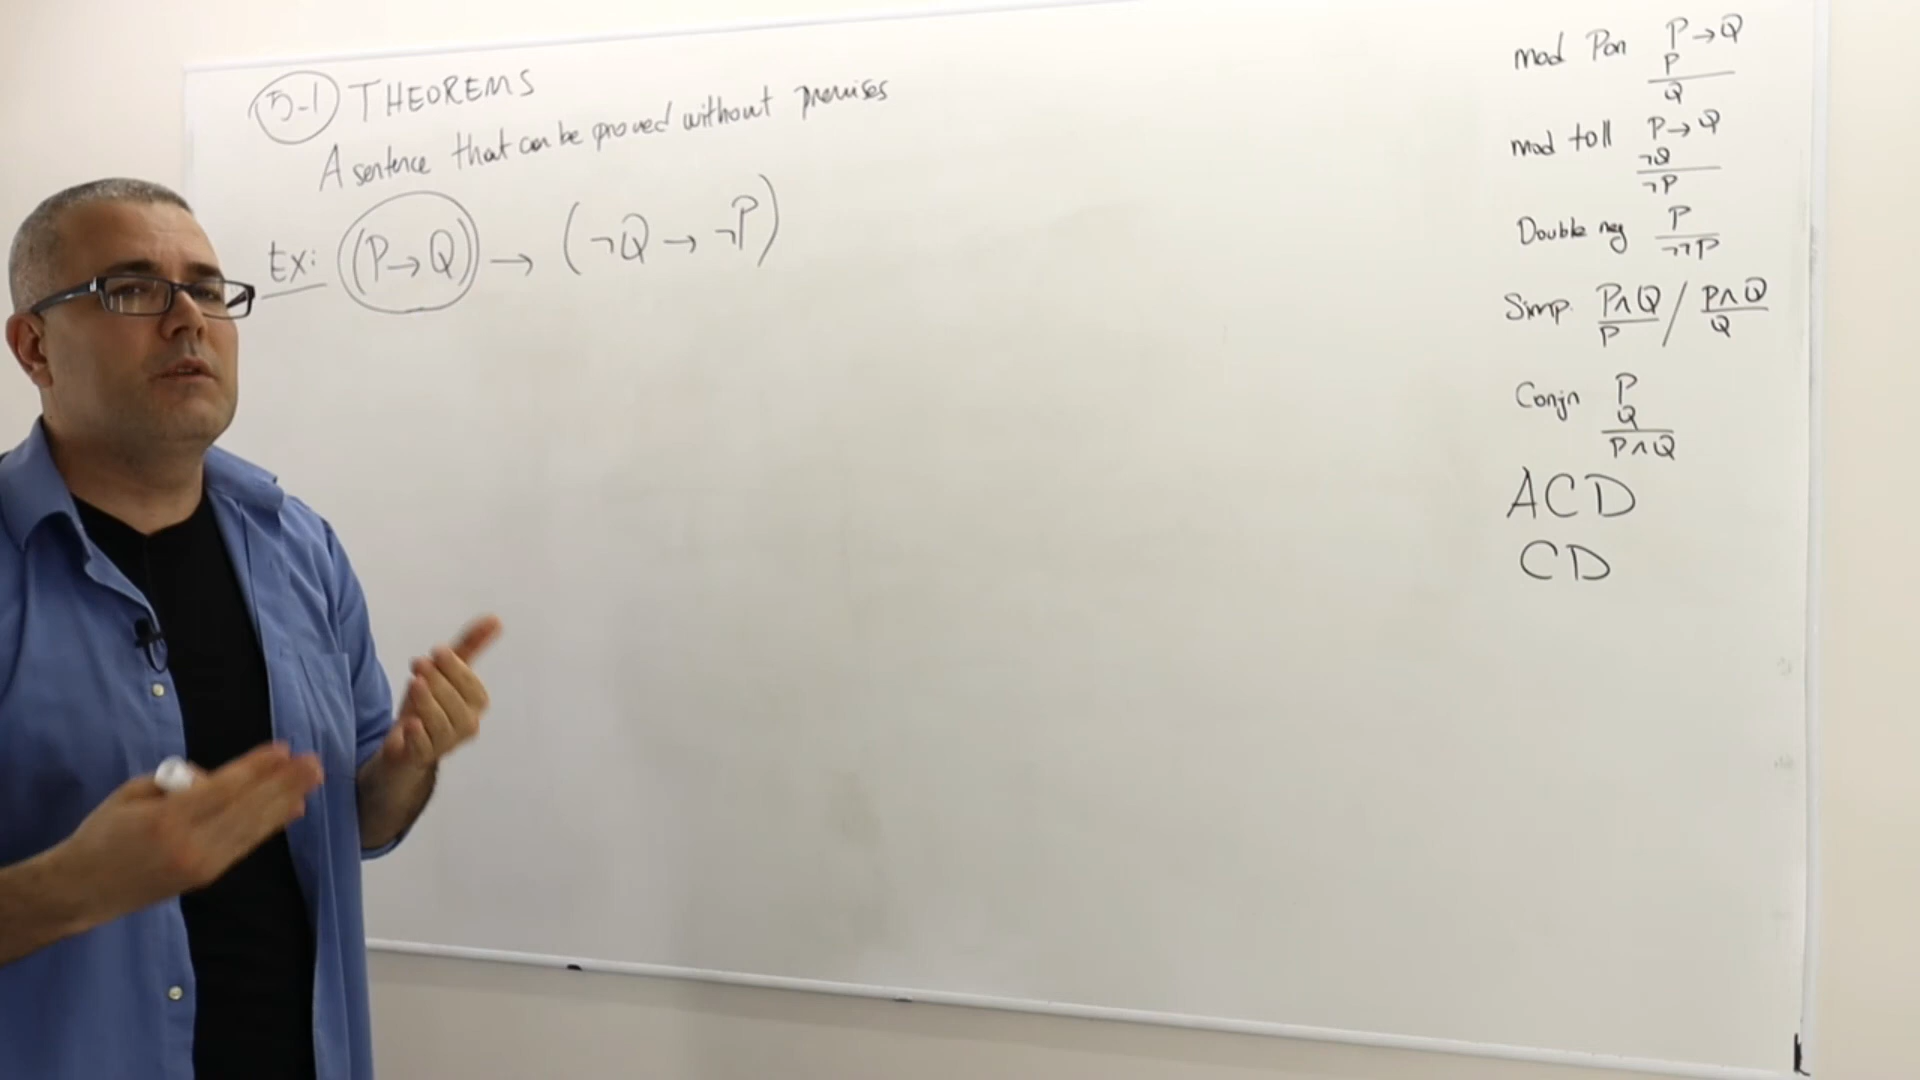 5-1 THEOREMS
A sentence that can be proved without premises
Ex: (P→Q) → (¬Q → ¬P)
mod Pon P→Q
P
Q
mod toll P→Q
¬Q
¬P
Double neg P
¬¬P
Simp. P∧Q / P∧Q
P Q
Conjn P
Q
P∧Q
ACD
CD